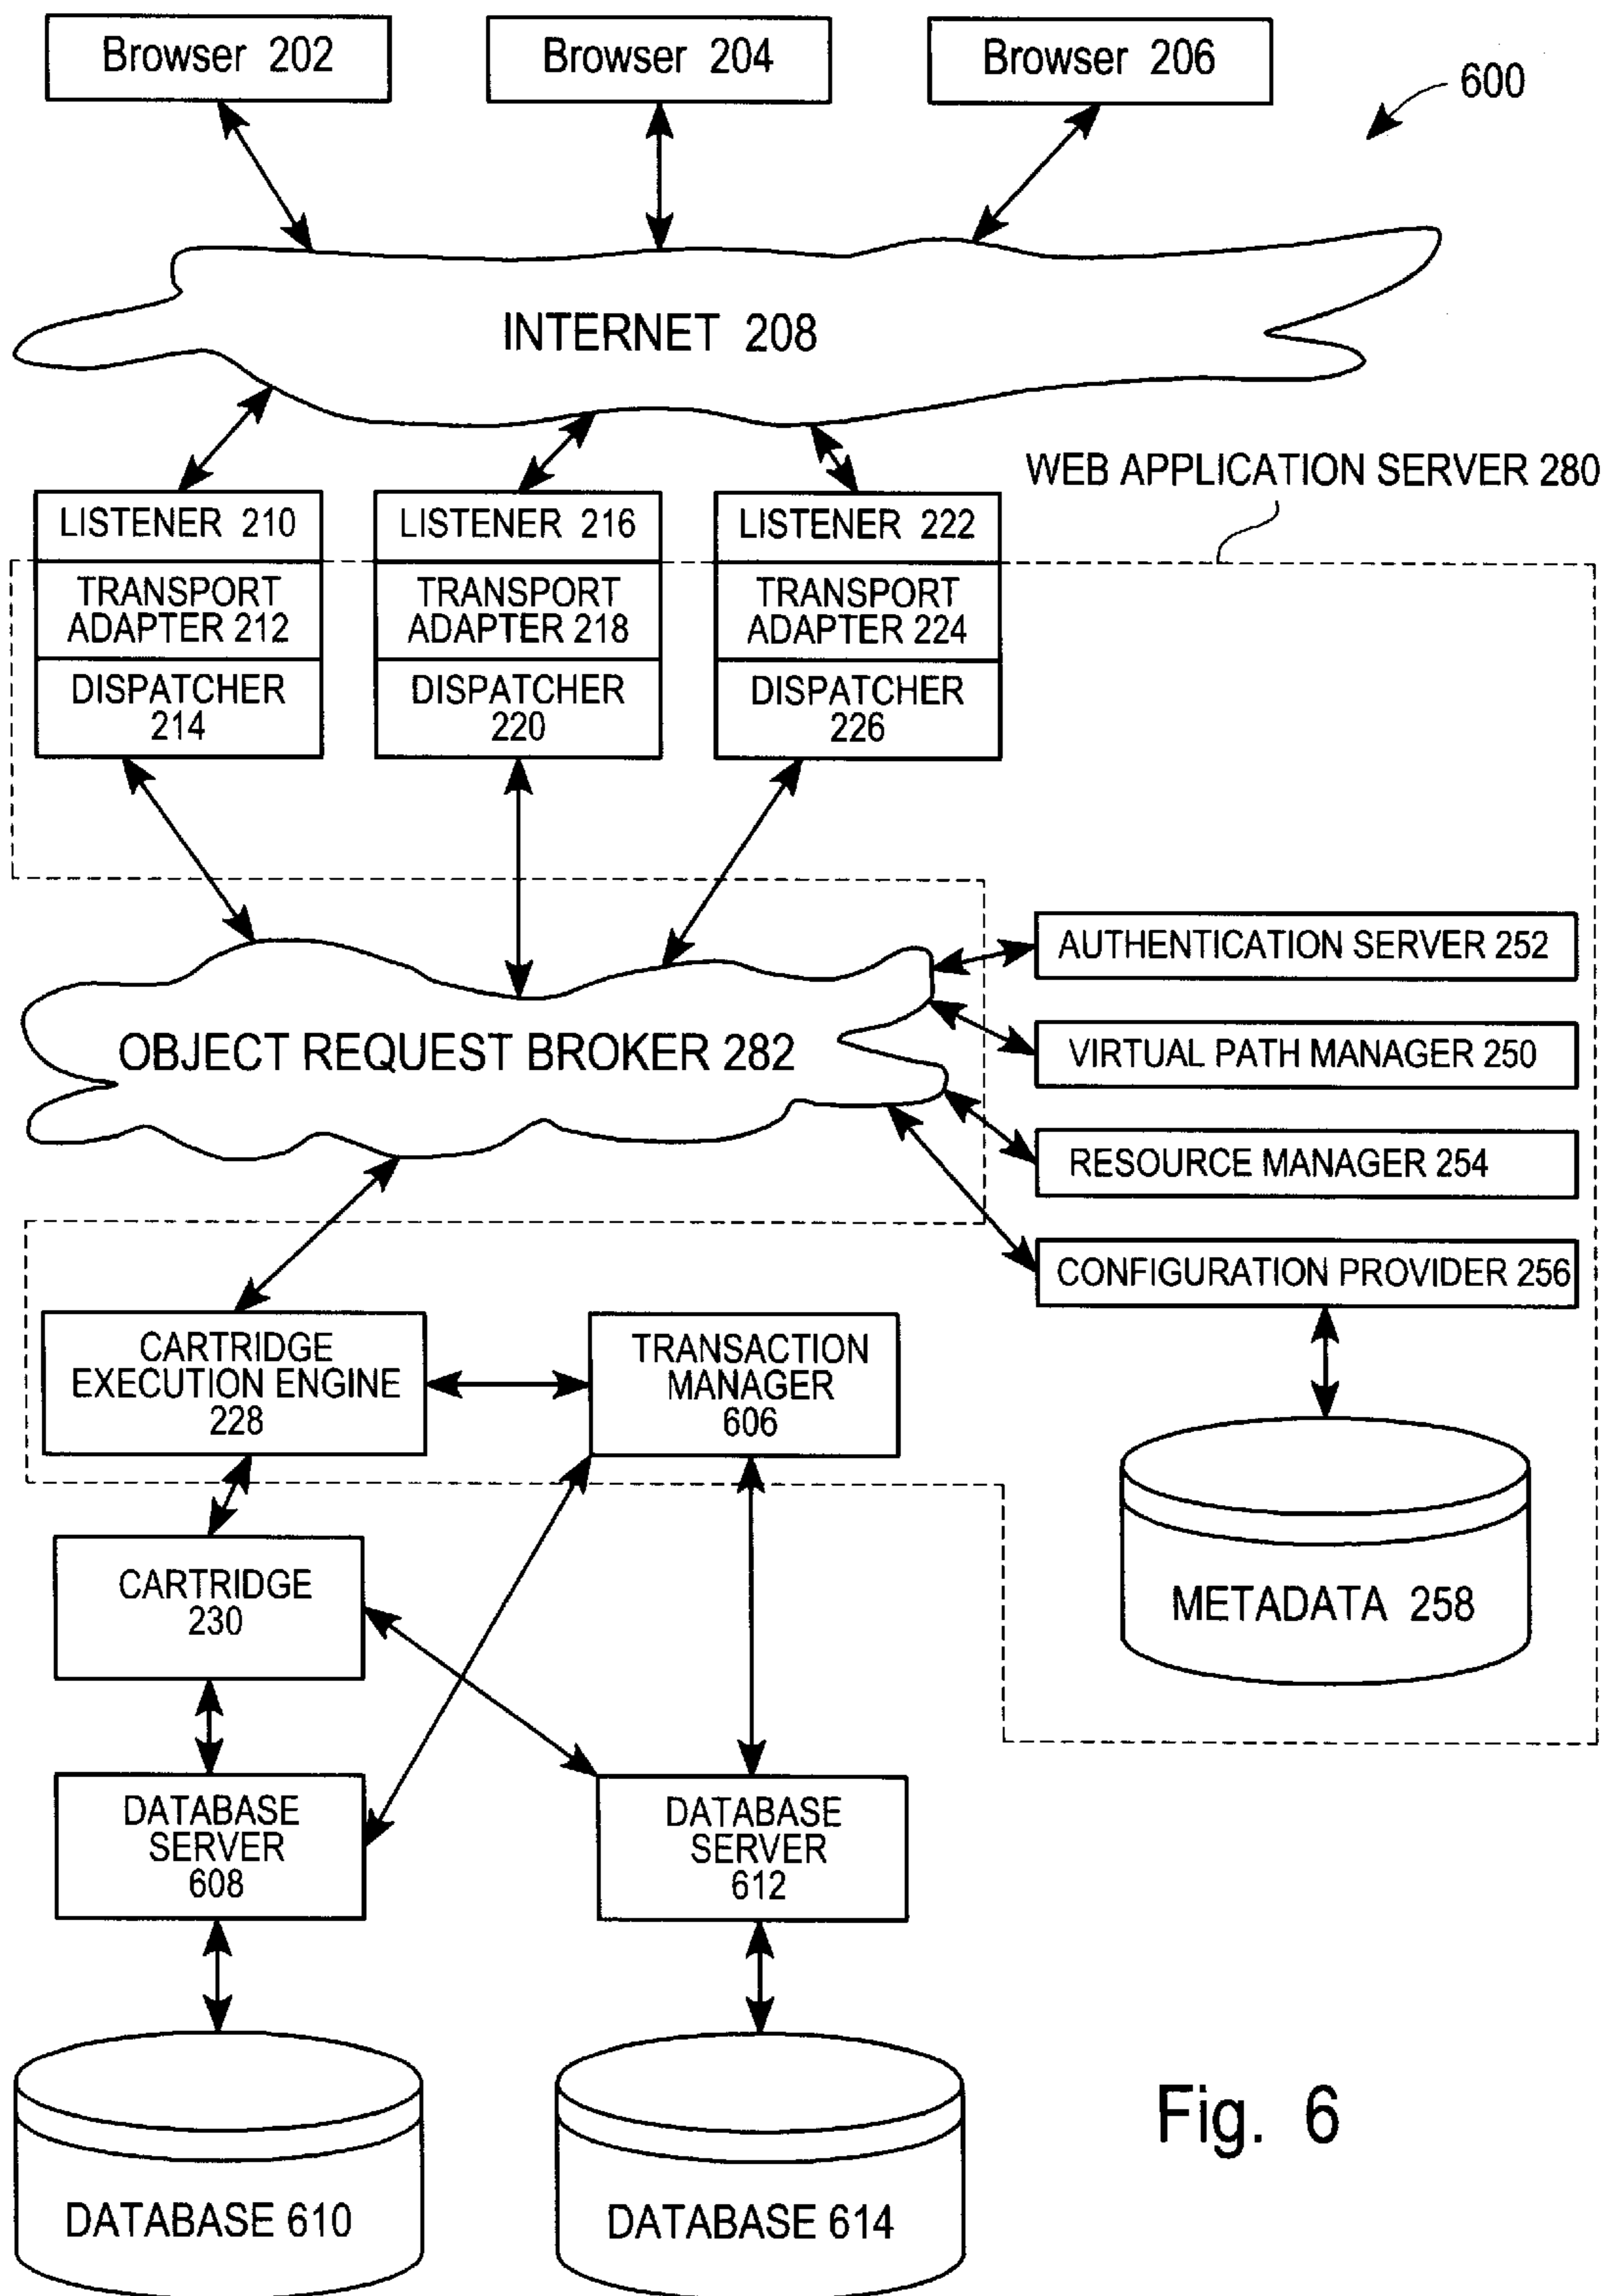 Browser 202
Browser 204
Browser 206
600
INTERNET 208
WEB APPLICATION SERVER 280
LISTENER 210
TRANSPORT
ADAPTER 212
DISPATCHER
214
LISTENER 216
TRANSPORT
ADAPTER 218
DISPATCHER
220
LISTENER 222
TRANSPORT
ADAPTER 224
DISPATCHER
226
OBJECT REQUEST BROKER 282
AUTHENTICATION SERVER 252
VIRTUAL PATH MANAGER 250
RESOURCE MANAGER 254
CONFIGURATION PROVIDER 256
CARTRIDGE
EXECUTION ENGINE
228
TRANSACTION
MANAGER
606
METADATA 258
CARTRIDGE
230
DATABASE
SERVER
608
DATABASE
SERVER
612
DATABASE 610
DATABASE 614
Fig. 6